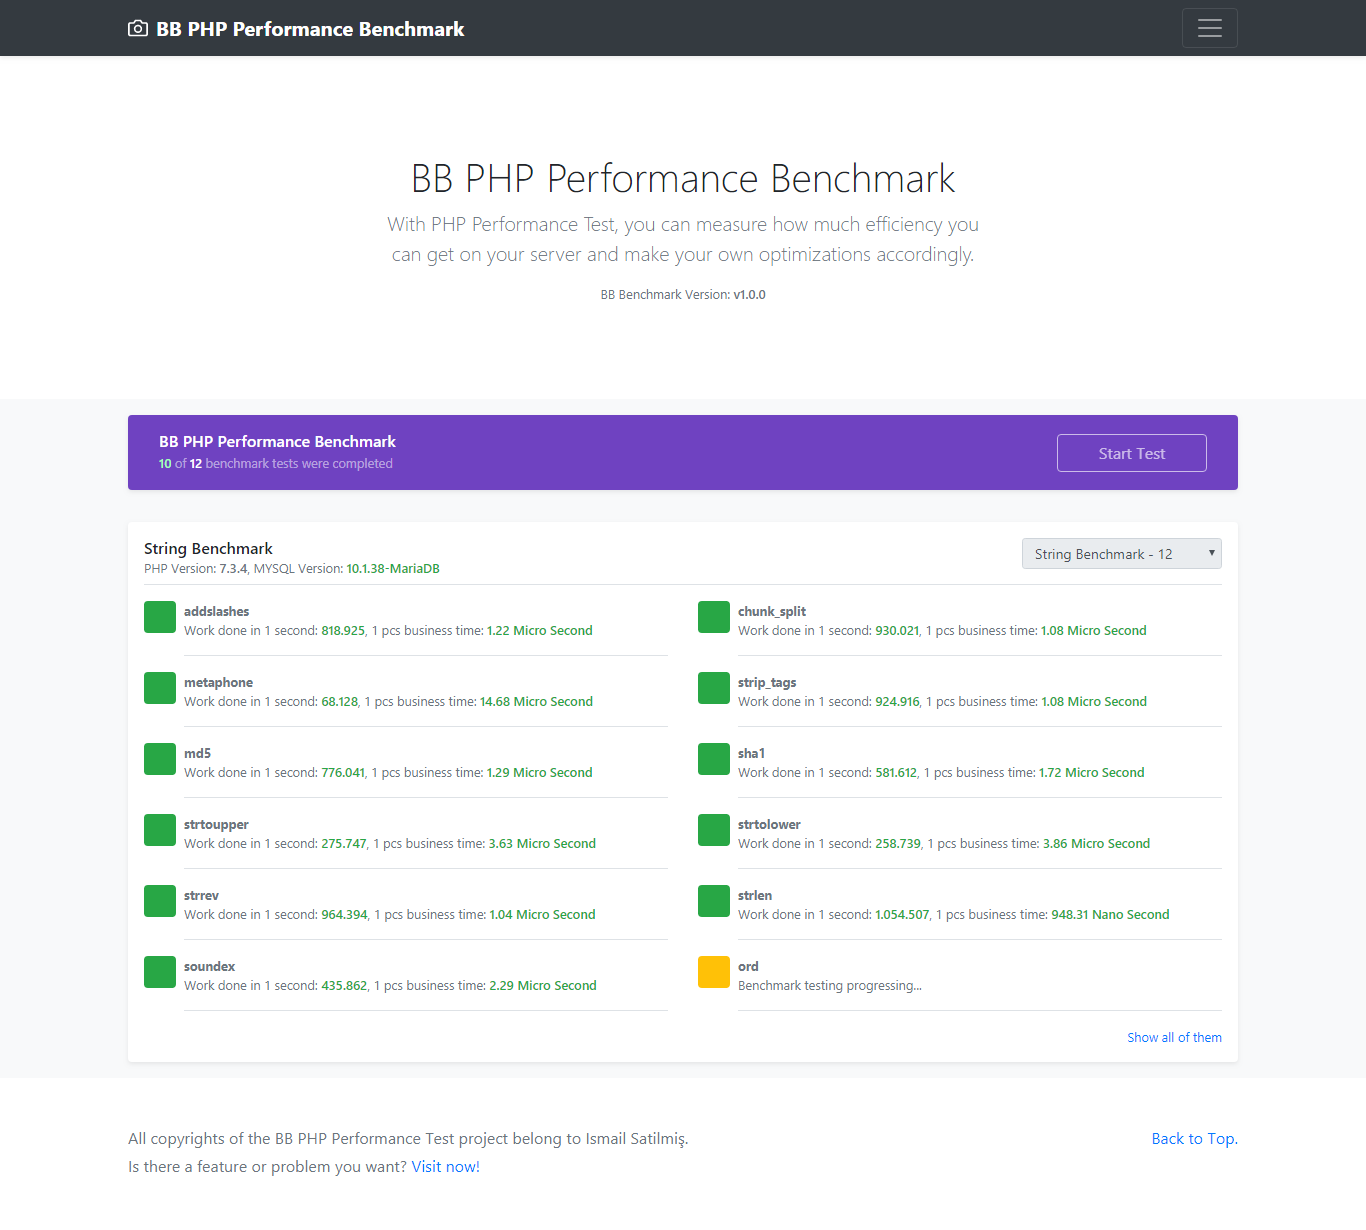 BB PHP Performance Benchmark
BB PHP Performance Benchmark
With PHP Performance Test, you can measure how much efficiency you
can get on your server and make your own optimizations accordingly.
BB Benchmark Version: v1.0.0
BB PHP Performance Benchmark
10 of 12 benchmark tests were completed
Start Test
String Benchmark
PHP Version: 7.3.4, MYSQL Version: 10.1.38-MariaDB
String Benchmark - 12
addslashes
Work done in 1 second: 818.925, 1 pcs business time: 1.22 Micro Second
chunk_split
Work done in 1 second: 930.021, 1 pcs business time: 1.08 Micro Second
metaphone
Work done in 1 second: 68.128, 1 pcs business time: 14.68 Micro Second
strip_tags
Work done in 1 second: 924.916, 1 pcs business time: 1.08 Micro Second
md5
Work done in 1 second: 776.041, 1 pcs business time: 1.29 Micro Second
sha1
Work done in 1 second: 581.612, 1 pcs business time: 1.72 Micro Second
strtoupper
Work done in 1 second: 275.747, 1 pcs business time: 3.63 Micro Second
strtolower
Work done in 1 second: 258.739, 1 pcs business time: 3.86 Micro Second
strrev
Work done in 1 second: 964.394, 1 pcs business time: 1.04 Micro Second
strlen
Work done in 1 second: 1.054.507, 1 pcs business time: 948.31 Nano Second
soundex
Work done in 1 second: 435.862, 1 pcs business time: 2.29 Micro Second
ord
Benchmark testing progressing...
Show all of them
All copyrights of the BB PHP Performance Test project belong to Ismail Satilmiş.
Back to Top.
Is there a feature or problem you want? Visit now!